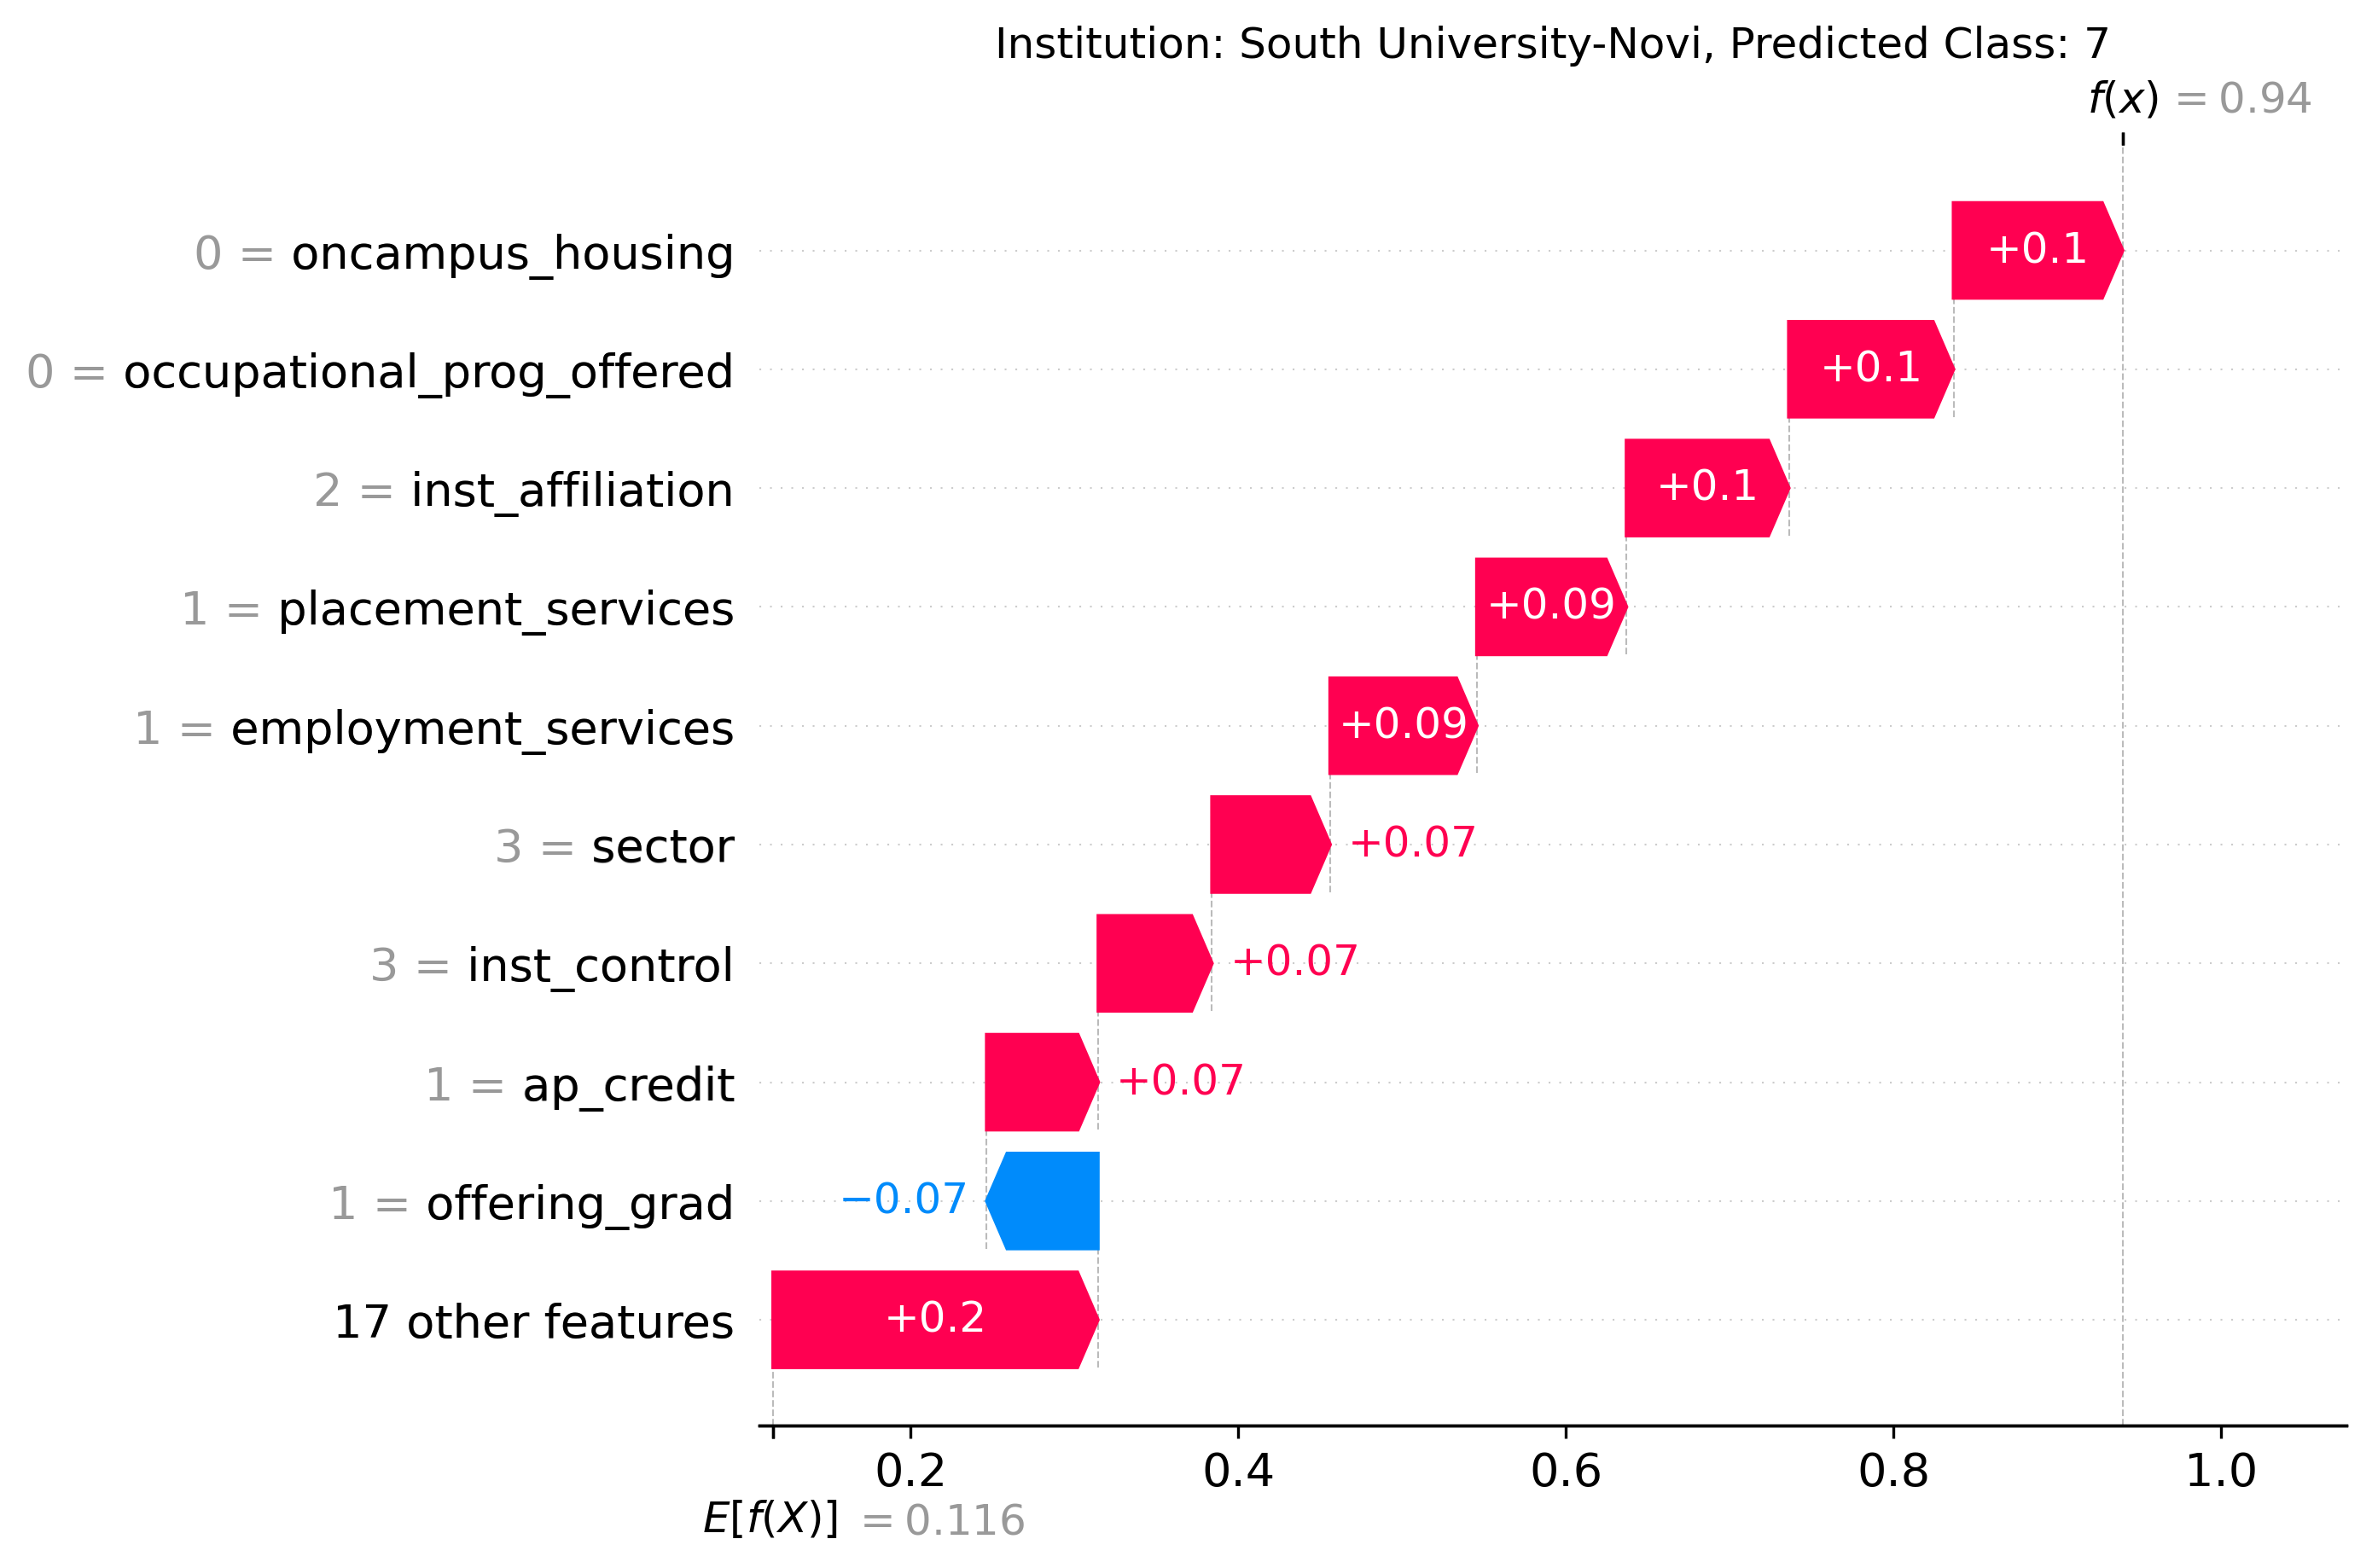 Institution: South University-Novi, Predicted Class: 7
f(x) = 0.94
0 = oncampus_housing +0.1
0 = occupational_prog_offered +0.1
2 = inst_affiliation +0.1
1 = placement_services +0.09
1 = employment_services +0.09
3 = sector +0.07
3 = inst_control +0.07
1 = ap_credit +0.07
1 = offering_grad −0.07
17 other features +0.2
0.2 0.4 0.6 0.8 1.0
E[f(X)] = 0.116